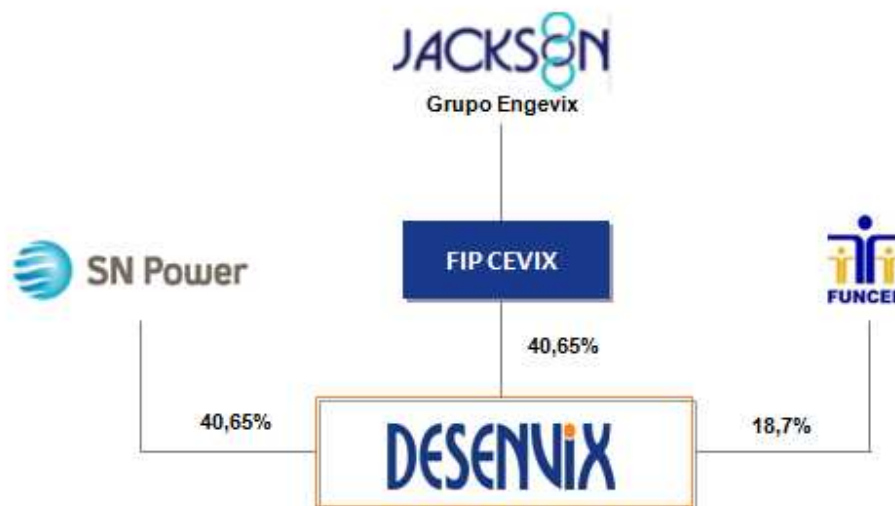 JACKSON
Grupo Engevix
SN Power
FIP CEVIX
FUNCEF
40,65%
40,65%
18,7%
DESENVIX